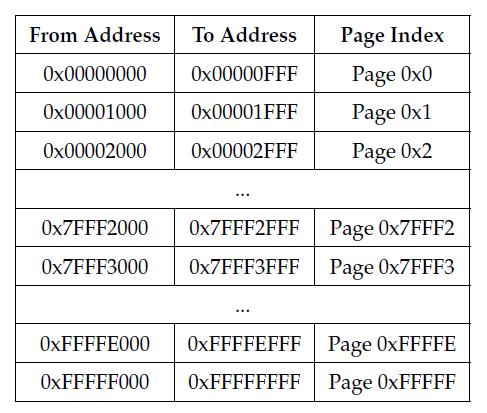 From Address To Address Page Index
0x00000000 0x00000FFF Page 0x0
0x00001000 0x00001FFF Page 0x1
0x00002000 0x00002FFF Page 0x2
...
0x7FFF2000 0x7FFF2FFF Page 0x7FFF2
0x7FFF3000 0x7FFF3FFF Page 0x7FFF3
...
0xFFFFE000 0xFFFFEFFF Page 0xFFFFE
0xFFFFF000 0xFFFFFFFF Page 0xFFFFF